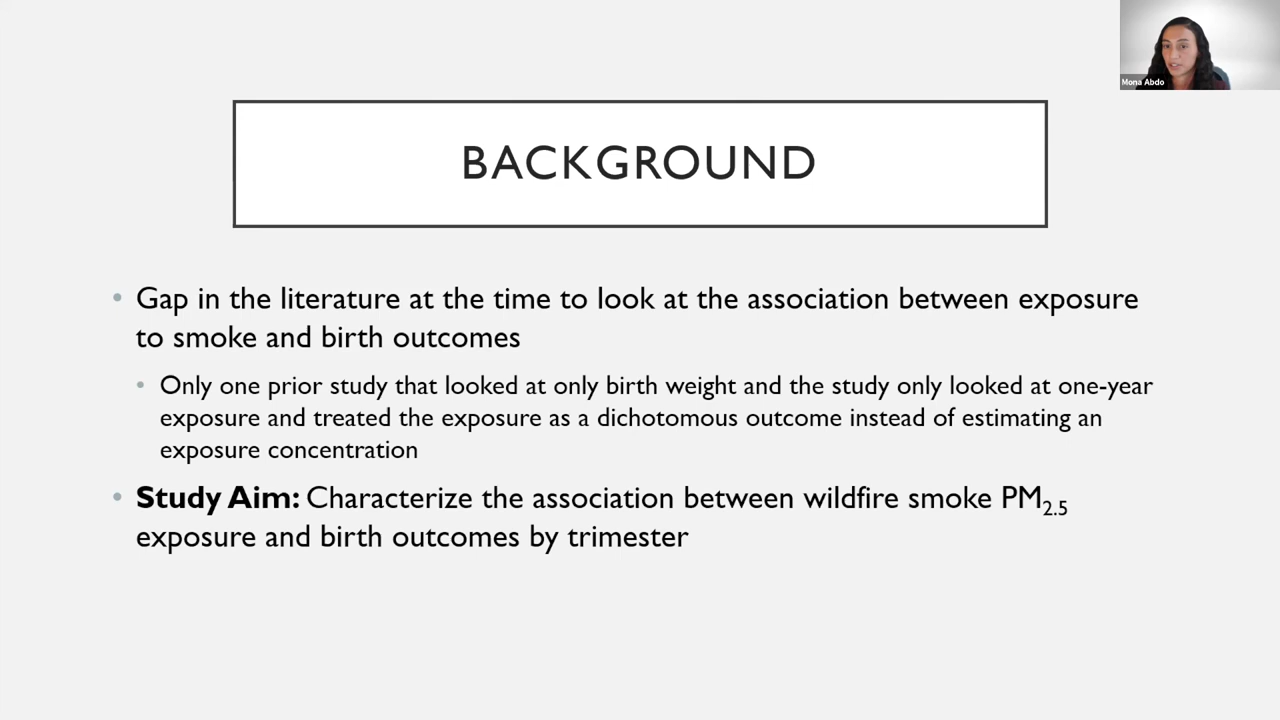 Mona Abdo
BACKGROUND
• Gap in the literature at the time to look at the association between exposure
to smoke and birth outcomes
• Only one prior study that looked at only birth weight and the study only looked at one-year
exposure and treated the exposure as a dichotomous outcome instead of estimating an
exposure concentration
• Study Aim: Characterize the association between wildfire smoke PM2.5
exposure and birth outcomes by trimester